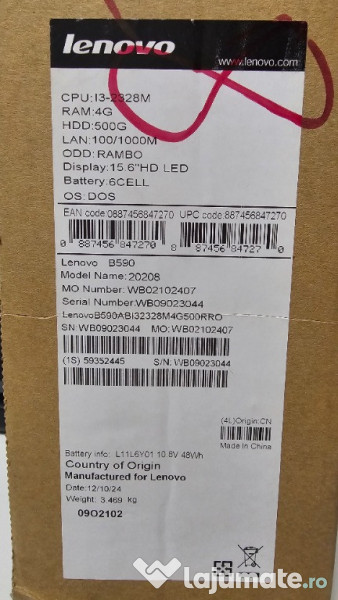 lenovo
www.lenovo.com
CPU:I3-2328M
RAM:4G
HDD:500G
LAN:100/1000M
ODD:RAMBO
Display:15.6"HD LED
Battery:6CELL
OS:DOS
EAN code:0887456847270 UPC code:887456847270
0 887456 847270 8 87456 84727 0
Lenovo B590
Model Name: 20208
MO Number: WB02102407
Serial Number:WB09023044
LenovoB590ABI32328M4G500RRO
SN:WB09023044 MO:WB02102407
(1S) 59352445 S/N: WB09023044
(4L)Origin:CN
Made In China
Battery info: L11L6Y01 10.8V 48Wh
Country of Origin
Manufactured for Lenovo
Date:12/10/24
Weight: 3.469 kg
09O2102
Lajumate.ro